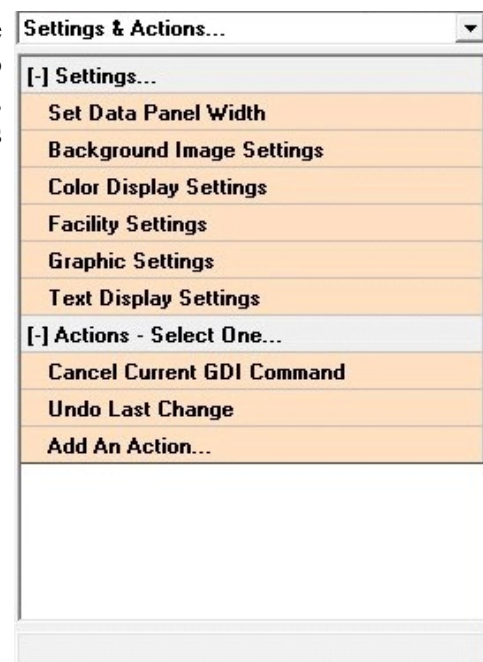 Settings & Actions...
[-] Settings...
Set Data Panel Width
Background Image Settings
Color Display Settings
Facility Settings
Graphic Settings
Text Display Settings
[-] Actions - Select One...
Cancel Current GDI Command
Undo Last Change
Add An Action...